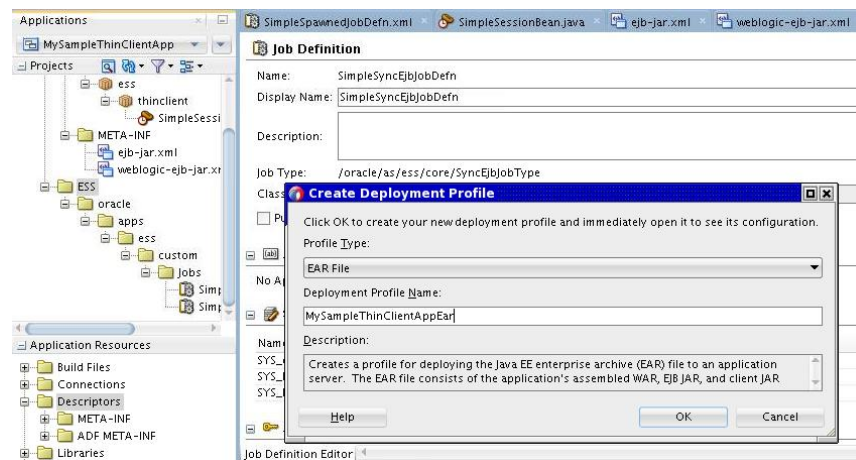 Applications
MySampleThinClientApp
Projects
ess
thinclient
SimpleSessi
META-INF
ejb-jar.xml
weblogic-ejb-jar.xr
ESS
oracle
apps
ess
custom
Jobs
Sim
Sim
Application Resources
Build Files
Connections
Descriptors
META-INF
ADF META-INF
Libraries
SimpleSpawnedJobDefn.xml
SimpleSessionBean.java
ejb-jar.xml
weblogic-ejb-jar.xml
Job Definition
Name: SimpleSyncEjbJobDefn
Display Name: SimpleSyncEjbJobDefn
Description:
Job Type: /oracle/as/ess/core/SyncEjbJobType
Class
No A
Nam
SYS_
SYS_
SYS_
Job Definition Editor
Create Deployment Profile
Click OK to create your new deployment profile and immediately open it to see its configuration.
Profile Type:
EAR File
Deployment Profile Name:
MySampleThinClientAppEar
Description:
Creates a profile for deploying the Java EE enterprise archive (EAR) file to an application
server. The EAR file consists of the application's assembled WAR, EJB JAR, and client JAR
Help
OK
Cancel